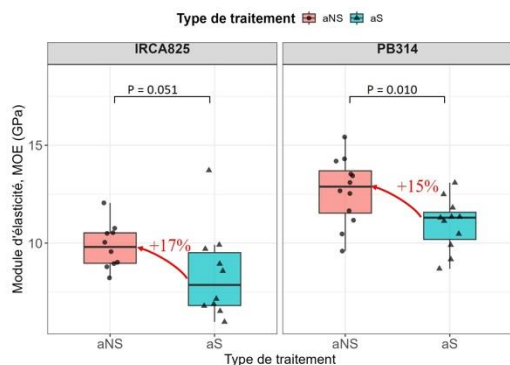 Type de traitement aNS aS
IRCA825 PB314
P = 0.051 P = 0.010
15
+15%
+17%
10
Module d'élasticité, MOE (GPa)
aNS aS aNS aS
Type de traitement